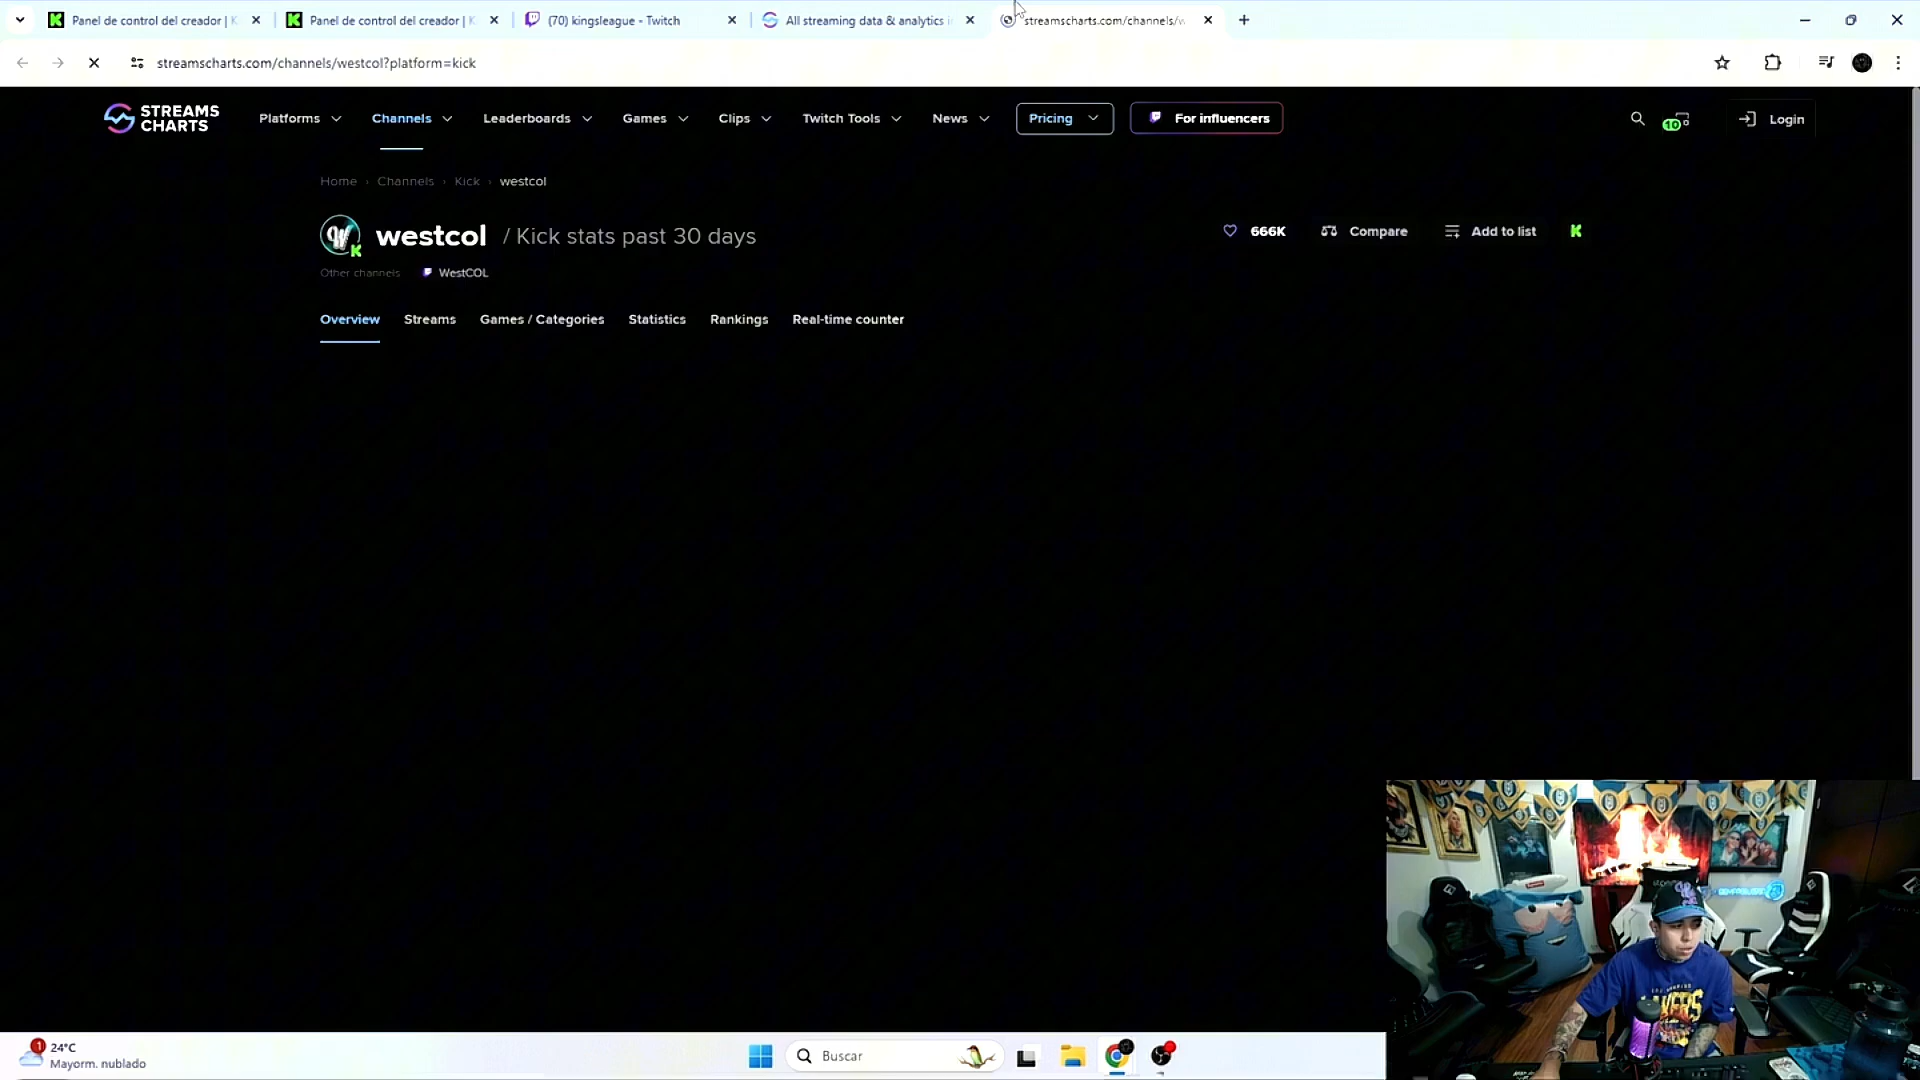 Panel de control del creador | K
Panel de control del creador | K
(70) kingsleague - Twitch
All streaming data & analytics i
streamscharts.com/channels/w
streamscharts.com/channels/westcol?platform=kick
STREAMS CHARTS
Platforms
Channels
Leaderboards
Games
Clips
Twitch Tools
News
Pricing
For influencers
10
Login
Home › Channels › Kick › westcol
westcol / Kick stats past 30 days
666K
Compare
Add to list
Other channels
WestCOL
Overview
Streams
Games / Categories
Statistics
Rankings
Real-time counter
LAKERS
1
24°C
Mayorm. nublado
Buscar